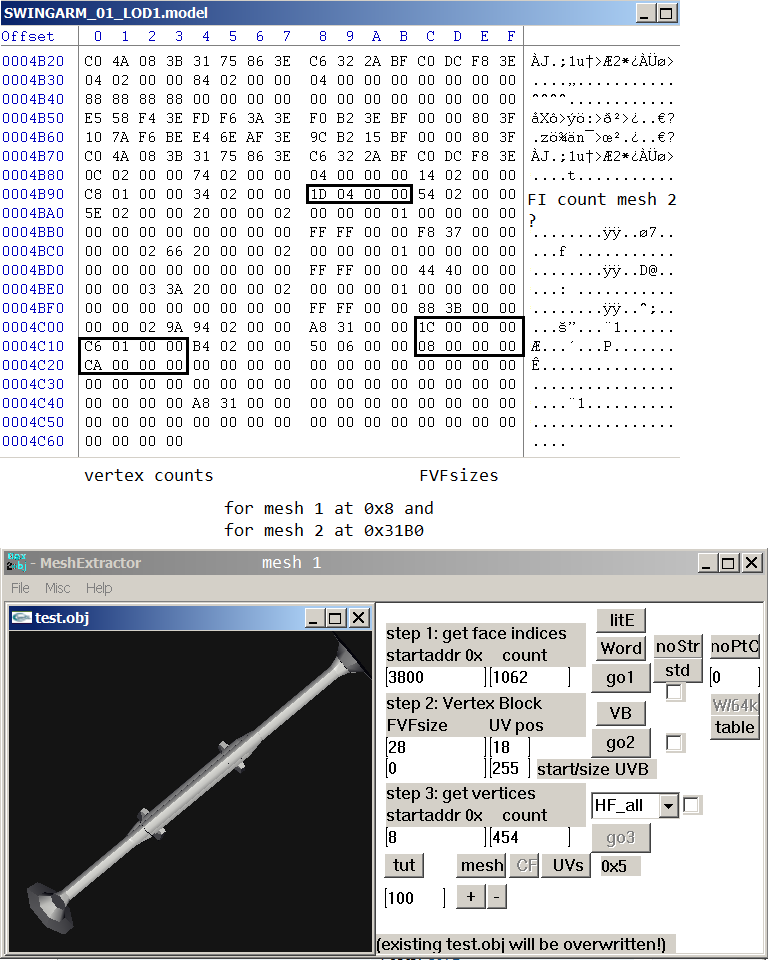 SWINGARM_01_LOD1.model
Offset 0 1 2 3 4 5 6 7 8 9 A B C D E F
0004B20 C0 4A 08 3B 31 75 86 3E C6 32 2A BF C0 DC F8 3E ÀJ.;1u†>Æ2*¿ÀÜø>
0004B30 04 02 00 00 84 02 00 00 04 00 00 00 00 00 00 00 ....„...........
0004B40 88 88 88 88 00 00 00 00 00 00 00 00 00 00 00 00 ˆˆˆˆ............
0004B50 E5 58 F4 3E FD F6 3A 3E F0 B2 3E BF 00 00 80 3F åXô>ýö:>ð²>¿..€?
0004B60 10 7A F6 BE E4 6E AF 3E 9C B2 15 BF 00 00 80 3F .zö¾än¯>œ².¿..€?
0004B70 C0 4A 08 3B 31 75 86 3E C6 32 2A BF C0 DC F8 3E ÀJ.;1u†>Æ2*¿ÀÜø>
0004B80 0C 02 00 00 74 02 00 00 04 00 00 00 14 02 00 00 ....t...........
0004B90 C8 01 00 00 34 02 00 00 1D 04 00 00 54 02 00 00 FI count mesh 2
0004BA0 5E 02 00 00 20 00 00 02 00 00 00 01 00 00 00 00 ?
0004BB0 00 00 00 00 00 00 00 00 FF FF 00 00 F8 37 00 00 ........ÿÿ..ø7..
0004BC0 00 00 02 66 20 00 00 02 00 00 00 01 00 00 00 00 ...f ...........
0004BD0 00 00 00 00 00 00 00 00 FF FF 00 00 44 40 00 00 ........ÿÿ..D@..
0004BE0 00 00 03 3A 20 00 00 02 00 00 00 01 00 00 00 00 ...: ...........
0004BF0 00 00 00 00 00 00 00 00 FF FF 00 00 88 3B 00 00 ........ÿÿ..ˆ;..
0004C00 00 00 02 9A 94 02 00 00 A8 31 00 00 1C 00 00 00 ...š”...¨1......
0004C10 C6 01 00 00 B4 02 00 00 50 06 00 00 08 00 00 00 Æ...´...P.......
0004C20 CA 00 00 00 00 00 00 00 00 00 00 00 00 00 00 00 Ê...............
0004C30 00 00 00 00 00 00 00 00 00 00 00 00 00 00 00 00 ................
0004C40 00 00 00 00 A8 31 00 00 00 00 00 00 00 00 00 00 ....¨1..........
0004C50 00 00 00 00 00 00 00 00 00 00 00 00 00 00 00 00 ................
0004C60 00 00 00 00 ....
vertex counts FVFsizes
for mesh 1 at 0x8 and
for mesh 2 at 0x31B0
- MeshExtractor mesh 1
File Misc Help
test.obj
step 1: get face indices
startaddr 0x count
3800 1062
litE
Word
go1
noStr
std
noPtC
0
step 2: Vertex Block
FVFsize UV pos
28 18
0 255 start/size UVB
VB
go2
W/64k
table
step 3: get vertices
startaddr 0x count
8 454
HF_all
go3
tut mesh CF UVs 0x5
100 + -
(existing test.obj will be overwritten!)